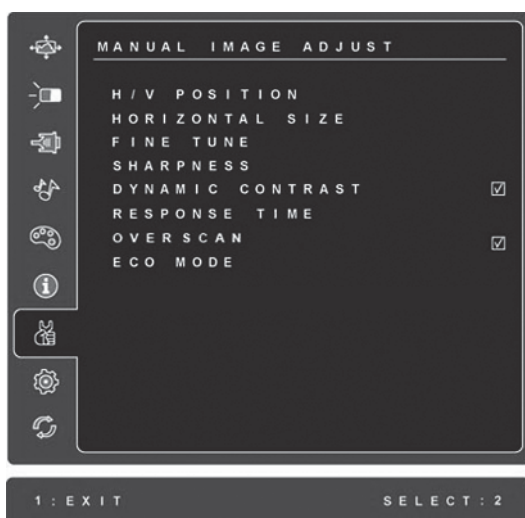 MANUAL IMAGE ADJUST
H/V POSITION
HORIZONTAL SIZE
FINE TUNE
SHARPNESS
DYNAMIC CONTRAST
RESPONSE TIME
OVERSCAN
ECO MODE
1:EXIT SELECT:2